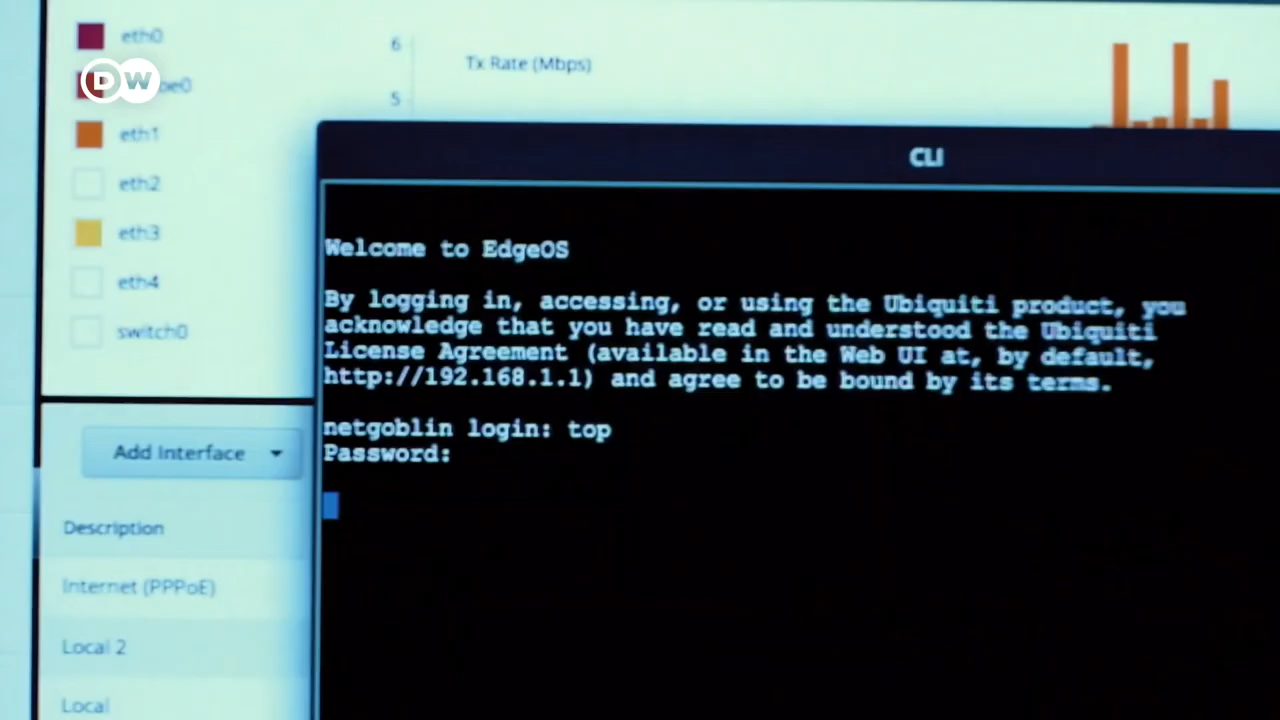 eth0
DW
oe0
eth1
eth2
eth3
eth4
switch0
6
5
Tx Rate (Mbps)
CLI
Welcome to EdgeOS
By logging in, accessing, or using the Ubiquiti product, you
acknowledge that you have read and understood the Ubiquiti
License Agreement (available in the Web UI at, by default,
http://192.168.1.1) and agree to be bound by its terms.
netgoblin login: top
Password:
Add Interface
Description
Internet (PPPoE)
Local 2
Local